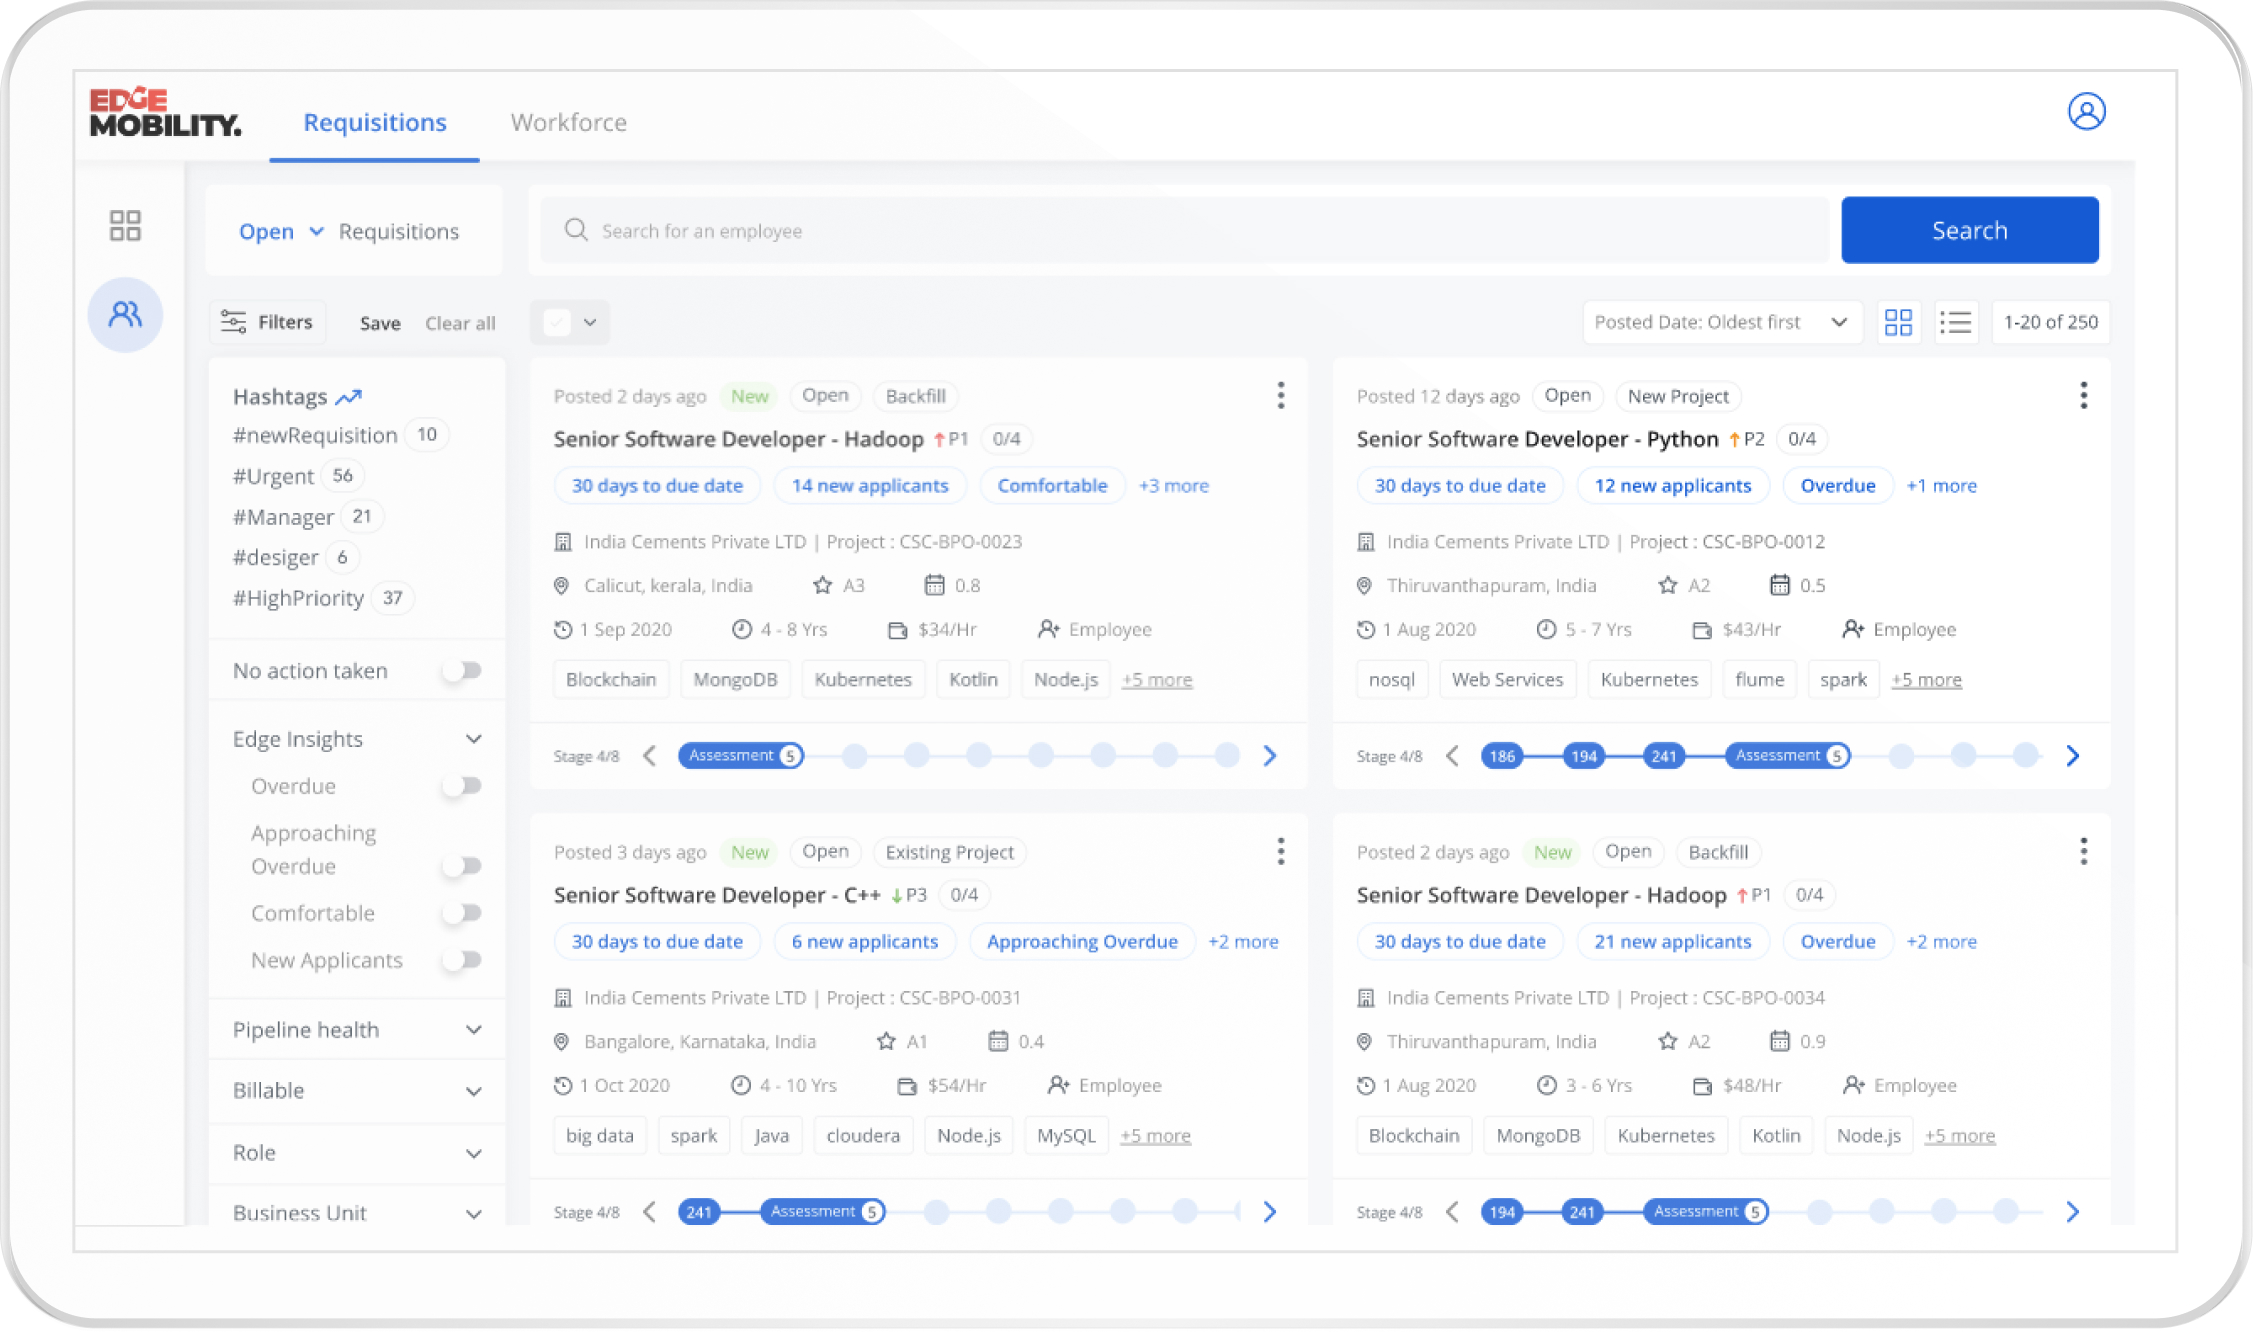 EDGE
MOBILITY.
Requisitions
Workforce
Open Requisitions
Search for an employee
Search
Filters
Save
Clear all
Posted Date: Oldest first
1-20 of 250
Hashtags
#newRequisition 10
#Urgent 56
#Manager 21
#desiger 6
#HighPriority 37
No action taken
Edge Insights
Overdue
Approaching
Overdue
Comfortable
New Applicants
Pipeline health
Billable
Role
Business Unit
Posted 2 days ago New Open Backfill
Senior Software Developer - Hadoop P1 0/4
30 days to due date 14 new applicants Comfortable +3 more
India Cements Private LTD | Project : CSC-BPO-0023
Calicut, kerala, India A3 0.8
1 Sep 2020 4 - 8 Yrs $34/Hr Employee
Blockchain MongoDB Kubernetes Kotlin Node.js +5 more
Stage 4/8 Assessment 5
Posted 12 days ago Open New Project
Senior Software Developer - Python P2 0/4
30 days to due date 12 new applicants Overdue +1 more
India Cements Private LTD | Project : CSC-BPO-0012
Thiruvanthapuram, India A2 0.5
1 Aug 2020 5 - 7 Yrs $43/Hr Employee
nosql Web Services Kubernetes flume spark +5 more
Stage 4/8 186 194 241 Assessment 5
Posted 3 days ago New Open Existing Project
Senior Software Developer - C++ P3 0/4
30 days to due date 6 new applicants Approaching Overdue +2 more
India Cements Private LTD | Project : CSC-BPO-0031
Bangalore, Karnataka, India A1 0.4
1 Oct 2020 4 - 10 Yrs $54/Hr Employee
big data spark Java cloudera Node.js MySQL +5 more
Stage 4/8 241 Assessment 5
Posted 2 days ago New Open Backfill
Senior Software Developer - Hadoop P1 0/4
30 days to due date 21 new applicants Overdue +2 more
India Cements Private LTD | Project : CSC-BPO-0034
Thiruvanthapuram, India A2 0.9
1 Aug 2020 3 - 6 Yrs $48/Hr Employee
Blockchain MongoDB Kubernetes Kotlin Node.js +5 more
Stage 4/8 194 241 Assessment 5